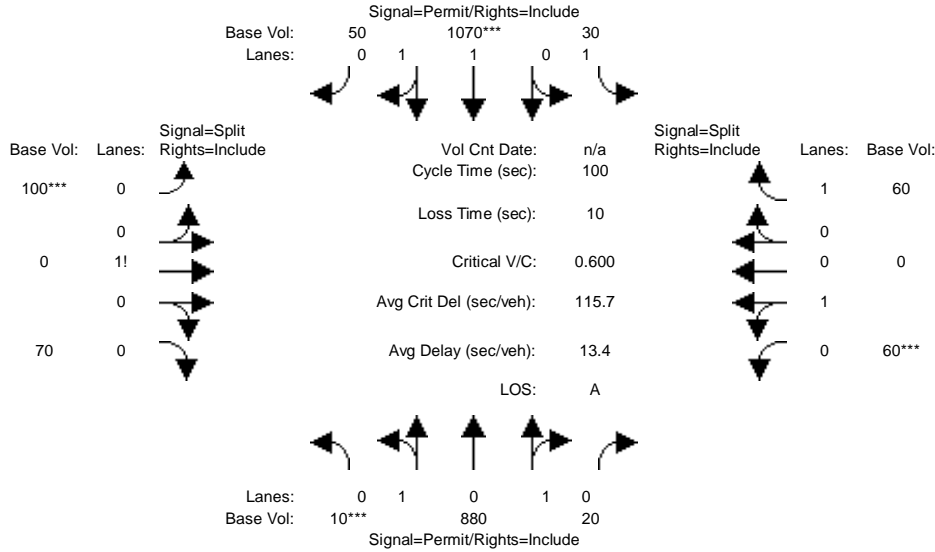 Signal=Permit/Rights=Include
Base Vol: 50 1070*** 30
Lanes: 0 1 1 0 1
Signal=Split
Base Vol: Lanes: Rights=Include
Vol Cnt Date: n/a
Signal=Split
Rights=Include Lanes: Base Vol:
Cycle Time (sec): 100
100*** 0
1 60
Loss Time (sec): 10
0
0
0 1!
Critical V/C: 0.600
0 0
0
Avg Crit Del (sec/veh): 115.7
1
70 0
Avg Delay (sec/veh): 13.4
0 60***
LOS: A
Lanes: 0 1 0 1 0
Base Vol: 10*** 880 20
Signal=Permit/Rights=Include